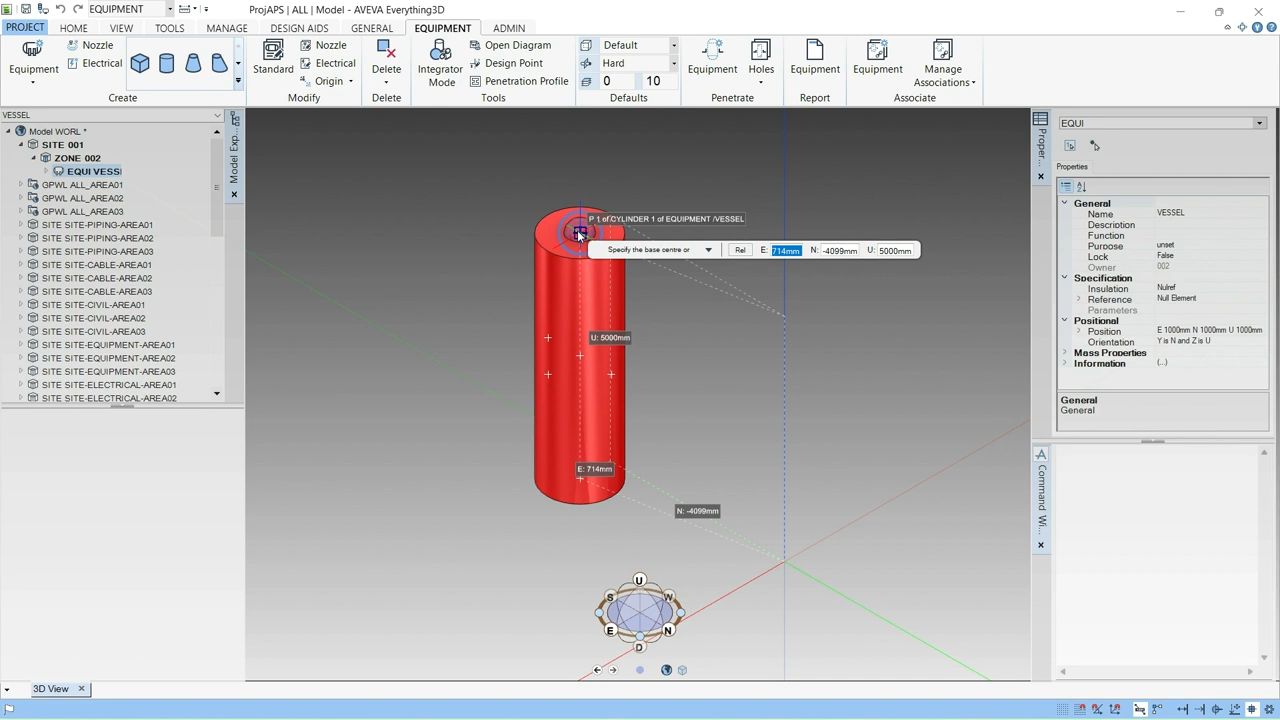 EQUIPMENT
ProjAPS | ALL | Model - AVEVA Everything3D
PROJECT HOME VIEW TOOLS MANAGE DESIGN AIDS GENERAL EQUIPMENT ADMIN
Equipment
Nozzle
Electrical
Create
Standard
Nozzle
Electrical
Origin
Modify
Delete
Delete
Integrator
Mode
Open Diagram
Design Point
Penetration Profile
Tools
Default
Hard
0 10
Defaults
Equipment
Holes
Penetrate
Equipment
Report
Equipment
Manage
Associations
Associate
VESSEL
Model WORL *
SITE 001
ZONE 002
EQUI VESSI
GPWL ALL_AREA01
GPWL ALL_AREA02
GPWL ALL_AREA03
SITE SITE-PIPING-AREA01
SITE SITE-PIPING-AREA02
SITE SITE-PIPING-AREA03
SITE SITE-CABLE-AREA01
SITE SITE-CABLE-AREA02
SITE SITE-CABLE-AREA03
SITE SITE-CIVIL-AREA01
SITE SITE-CIVIL-AREA02
SITE SITE-CIVIL-AREA03
SITE SITE-EQUIPMENT-AREA01
SITE SITE-EQUIPMENT-AREA02
SITE SITE-EQUIPMENT-AREA03
SITE SITE-ELECTRICAL-AREA01
SITE SITE-ELECTRICAL-AREA02
Model Exp...
P 1 of CYLINDER 1 of EQUIPMENT /VESSEL
Specify the base centre or Rel E: 714mm N: -4099mm U: 5000mm
U: 5000mm
E: 714mm
N: -4099mm
U
S W
E N
D
Proper...
Command Wi...
EQUI
Properties
General
Name VESSEL
Description
Function
Purpose unset
Lock False
Owner 002
Specification
Insulation Nulref
Reference Null Element
Parameters
Positional
Position E 1000mm N 1000mm U 1000mm
Orientation Y is N and Z is U
Mass Properties
Information (...)
General
General
3D View